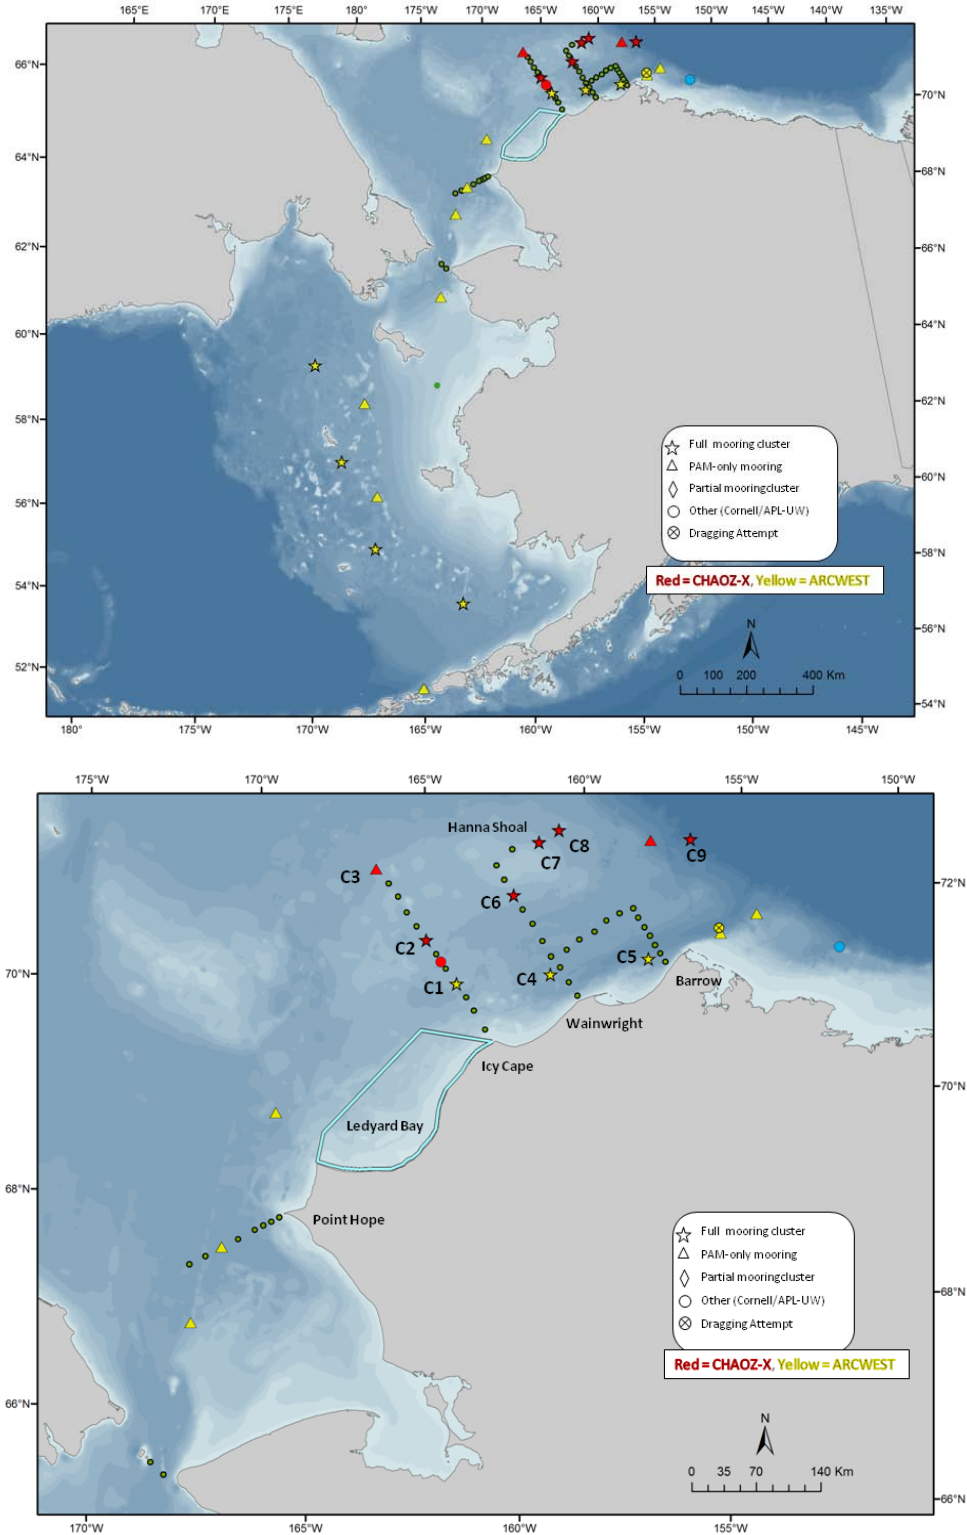 165°E 170°E 175°E 180° 175°W 170°W 165°W 160°W 155°W 150°W 140°W 135°W
66°N
70°N
64°N
68°N
62°N
66°N
60°N
64°N
58°N
62°N
Full mooring cluster
PAM-only mooring
60°N
Partial mooringcluster
56°N
Other (Cornell/APL-UW)
Dragging Attempt
58°N
54°N
Red = CHAOZ-X, Yellow = ARCWEST
56°N
N
52°N
0 100 200 400 Km
54°N
180° 175°W 170°W 165°W 160°W 155°W 150°W 145°W
175°W 170°W 165°W 160°W 155°W 150°W
Hanna Shoal
C8
C7
C9
C3
72°N
C6
C2
C5
70°N
C4
Barrow
C1
Wainwright
Icy Cape
70°N
Ledyard Bay
68°N
Point Hope
Full mooring cluster
PAM-only mooring
Partial mooringcluster
68°N
Other (Cornell/APL-UW)
Dragging Attempt
Red = CHAOZ-X, Yellow = ARCWEST
66°N
N
0 35 70 140 Km
66°N
170°W 165°W 160°W 155°W